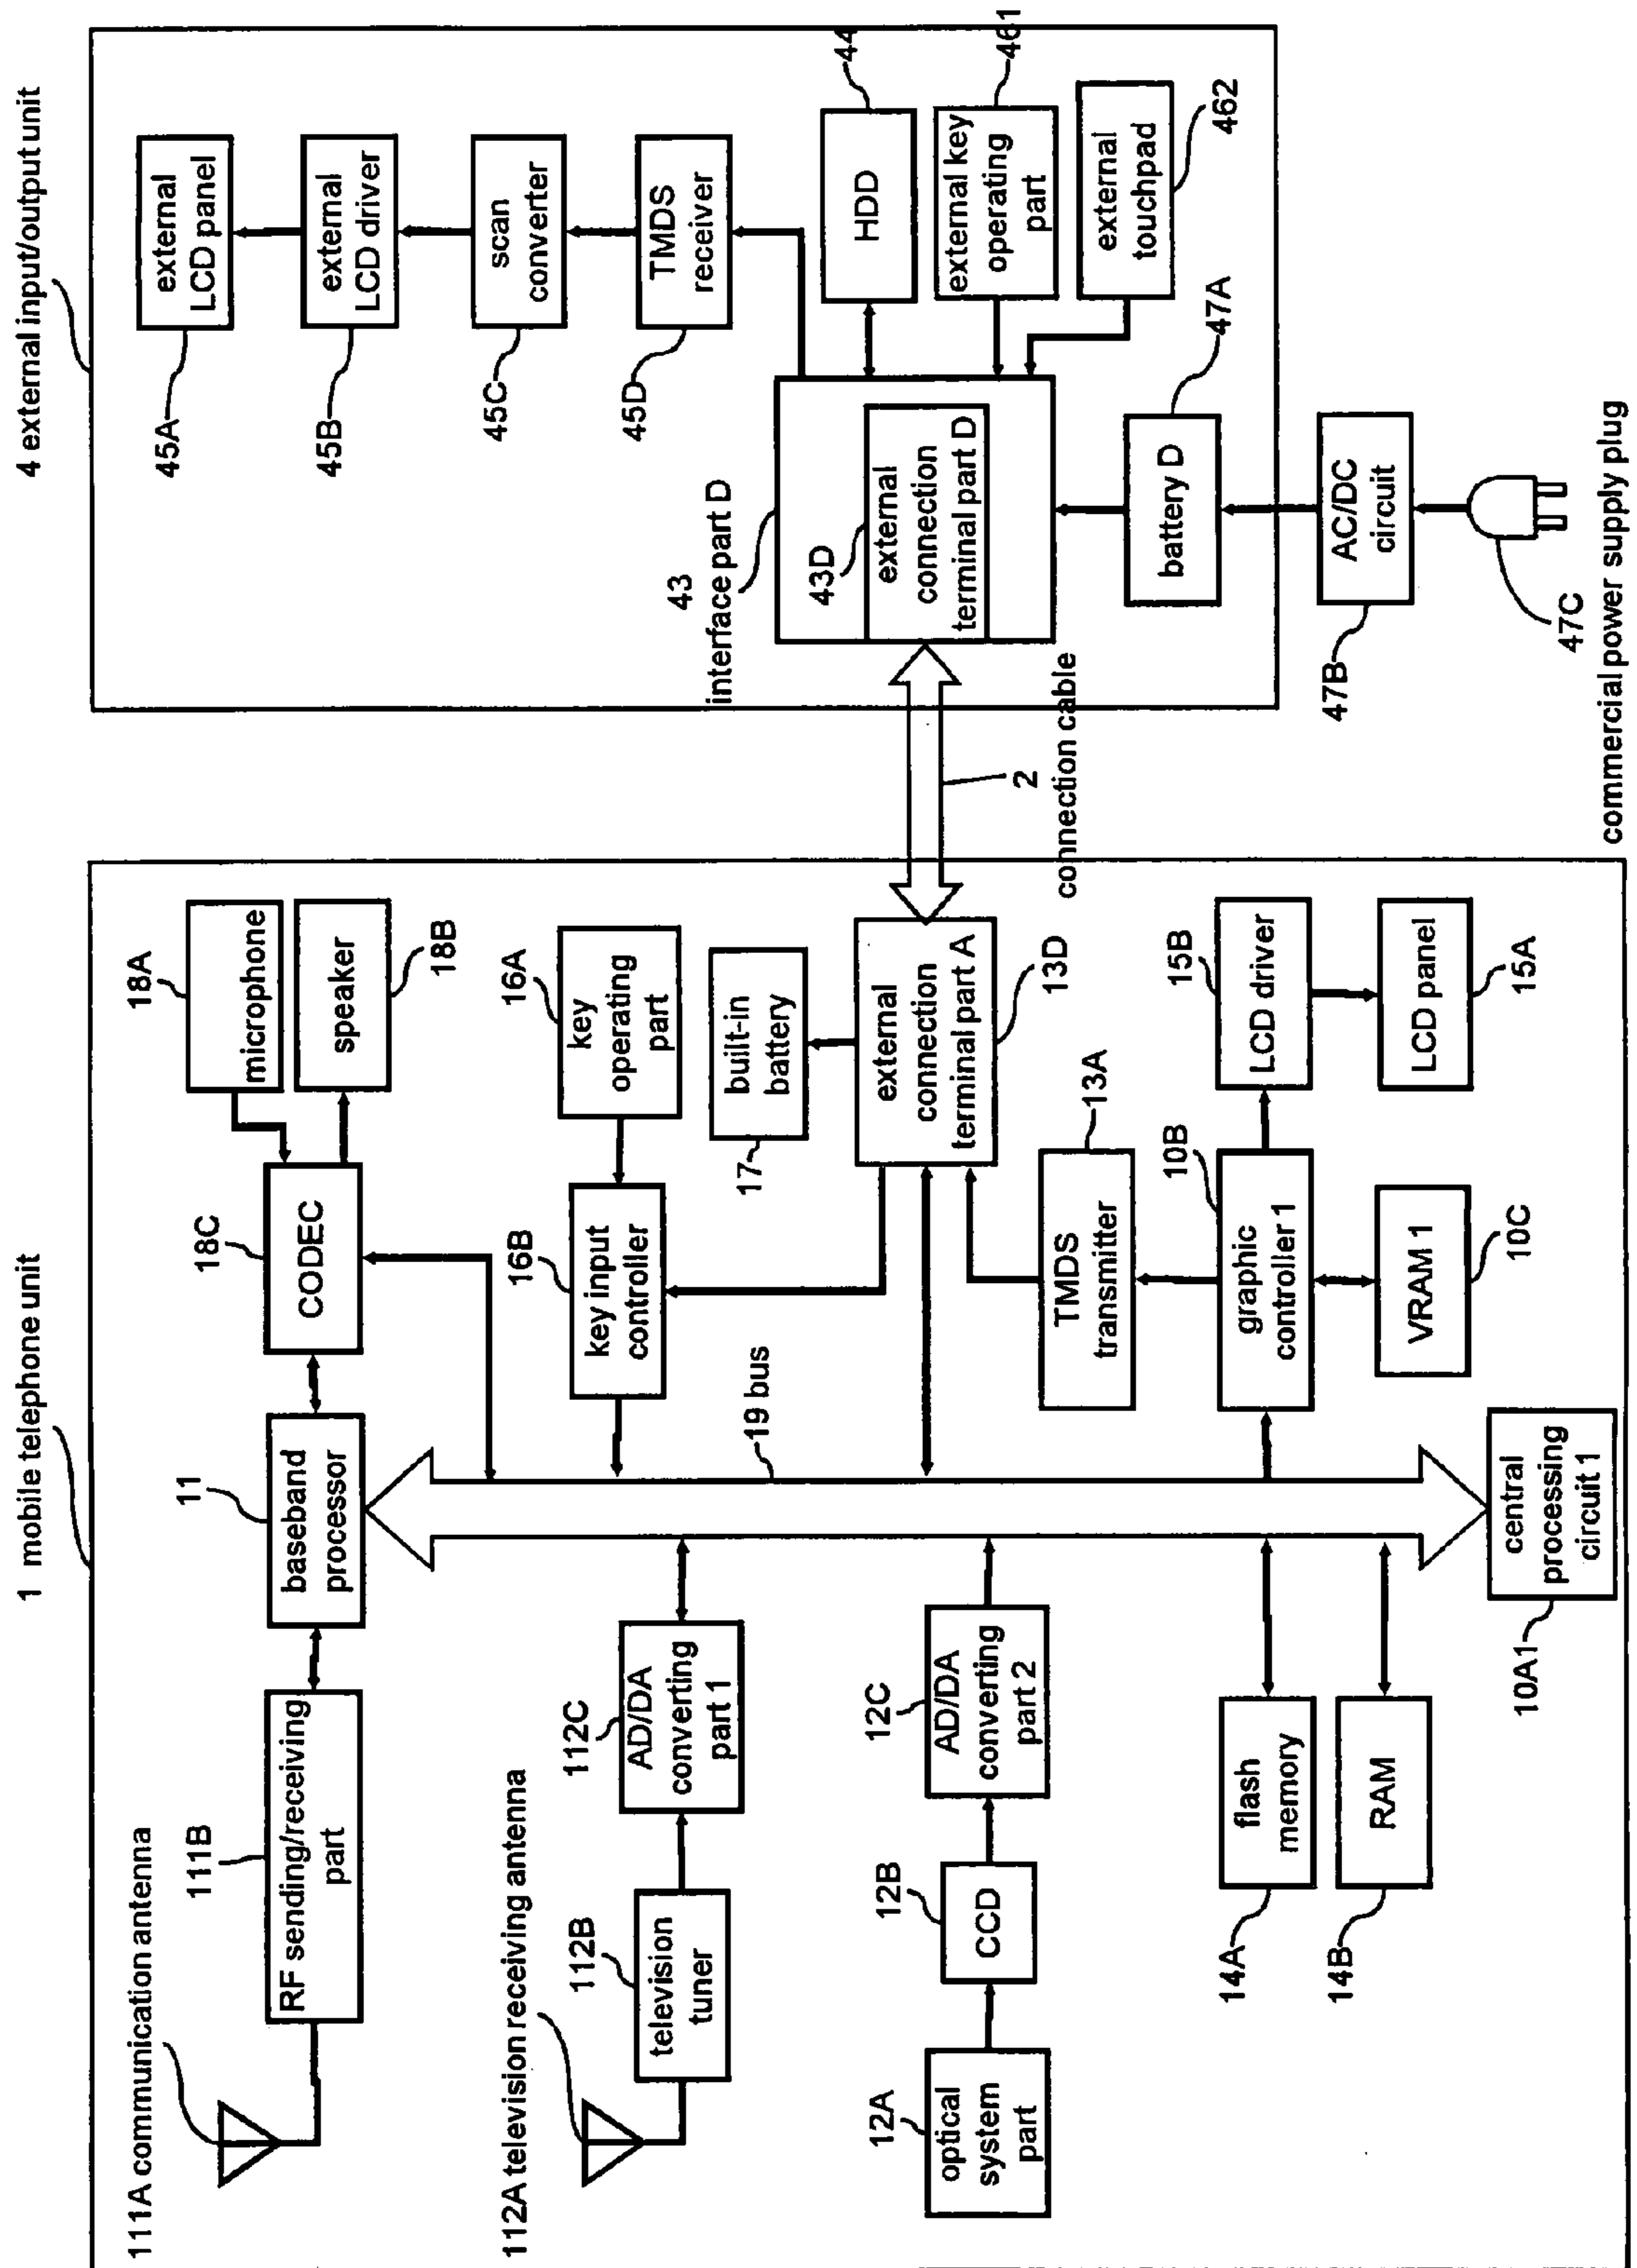 1 mobile telephone unit
4 external input/output unit
111A communication antenna
111B
RF sending/receiving
part
11
baseband
processor
18C
CODEC
18A
microphone
speaker
18B
45A
external
LCD panel
45B
external
LCD driver
45C
scan
converter
45D
TMDS
receiver
112A television receiving antenna
112B
television
tuner
112C
AD/DA
converting
part 1
16B
key input
controller
16A
key
operating
part
17
built-in
battery
19 bus
43
interface part D
43D
external
connection
terminal part D
HDD
44
external key
operating
part
461
external
touchpad
462
12A
optical
system
part
12B
CCD
12C
AD/DA
converting
part 2
external
connection
terminal part A
13D
2
connection cable
battery D
47A
13A
TMDS
transmitter
14A
flash
memory
14B
RAM
10B
graphic
controller 1
15B
LCD driver
LCD panel
15A
VRAM 1
10C
10A1
central
processing
circuit 1
47B
AC/DC
circuit
47C
commercial power supply plug